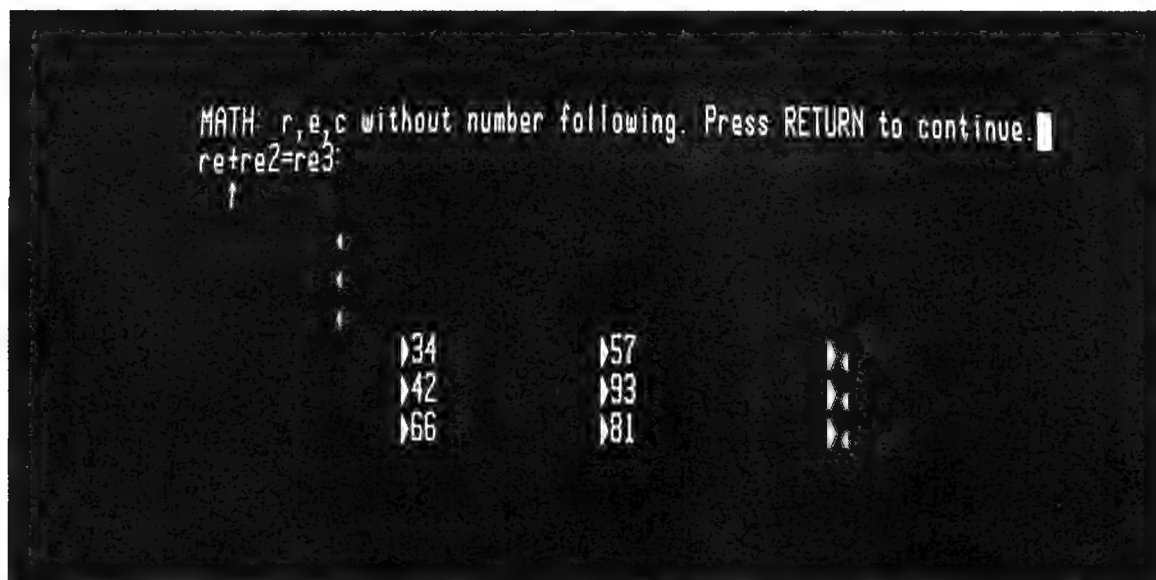 MATH: r,e,c without number following. Press RETURN to continue.
re+re2=re3:
34 57
42 93
66 81